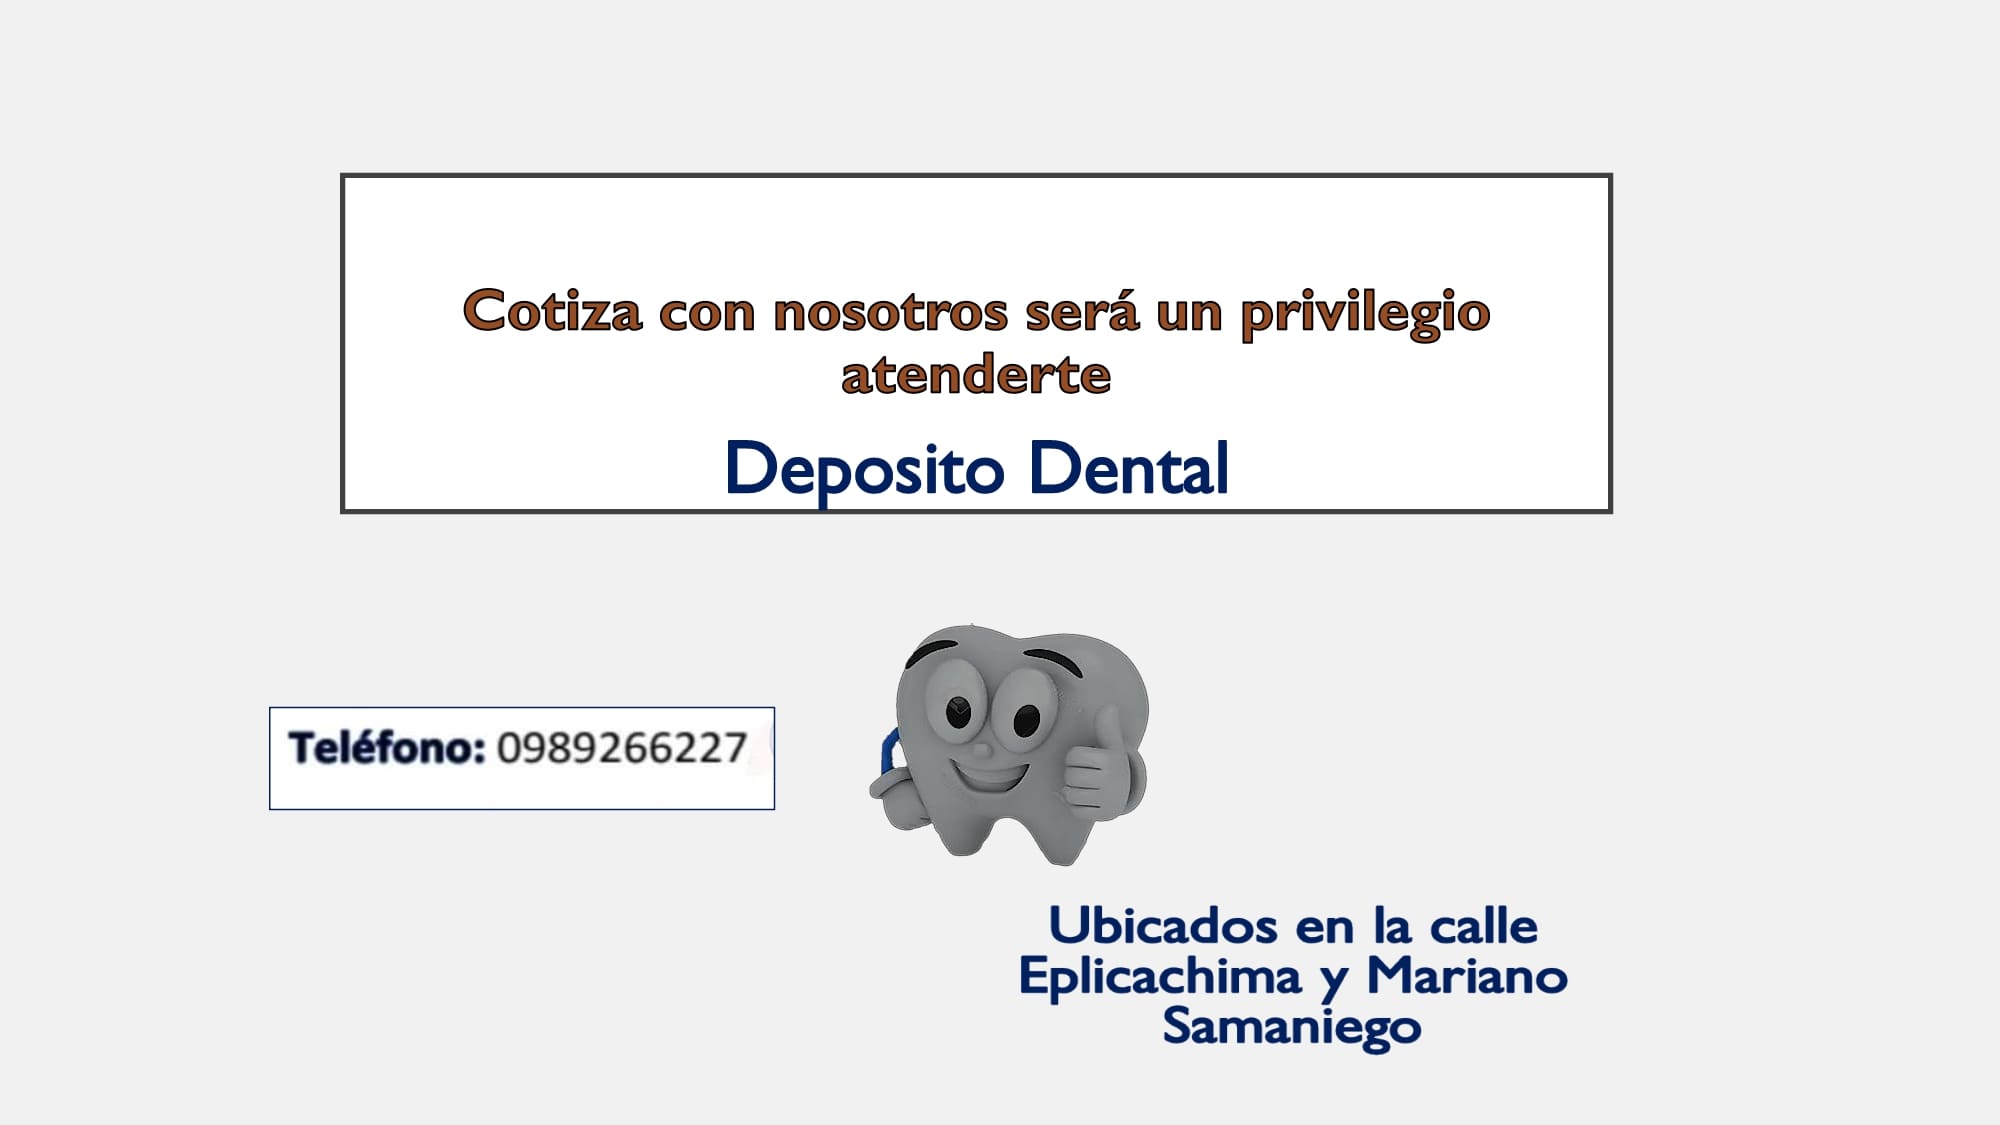 Cotiza con nosotros será un privilegio
atenderte
Deposito Dental
Teléfono: 0989266227
Ubicados en la calle
Eplicachima y Mariano
Samaniego